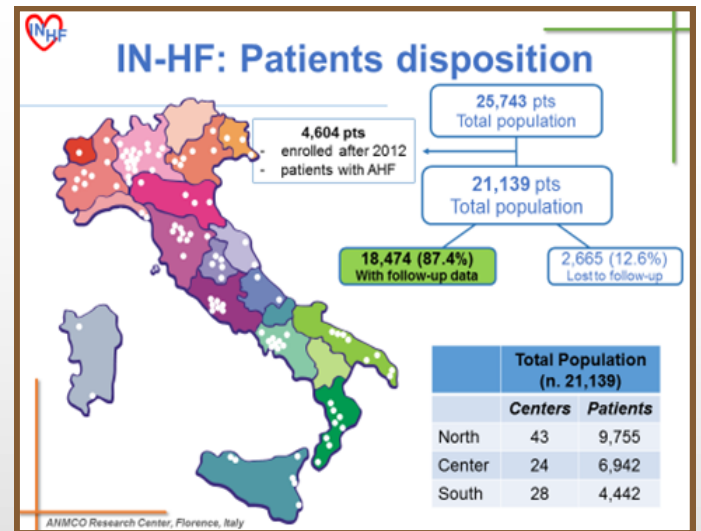 INHF
IN-HF: Patients disposition
25,743 pts
Total population
4,604 pts
- enrolled after 2012
- patients with AHF
21,139 pts
Total population
18,474 (87.4%)
With follow-up data
2,665 (12.6%)
Lost to follow-up
Total Population
(n. 21,139)
Centers Patients
North 43 9,755
Center 24 6,942
South 28 4,442
ANMCO Research Center, Florence, Italy